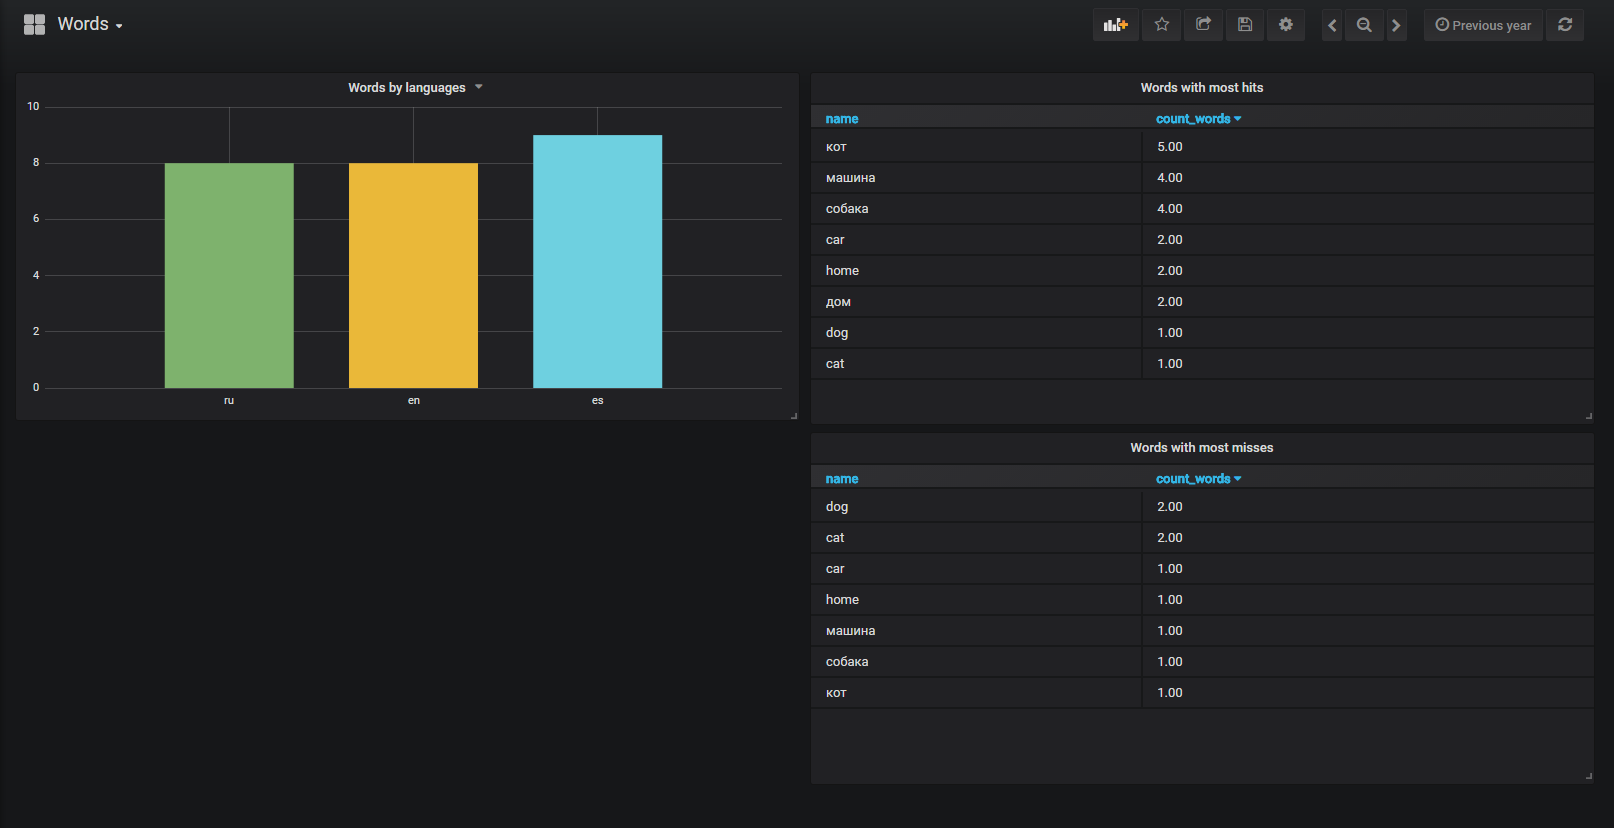 Words
Previous year
Words by languages
10
8
6
4
2
0
ru en es
Words with most hits
name count_words
кот 5.00
машина 4.00
собака 4.00
car 2.00
home 2.00
дом 2.00
dog 1.00
cat 1.00
Words with most misses
name count_words
dog 2.00
cat 2.00
car 1.00
home 1.00
машина 1.00
собака 1.00
кот 1.00